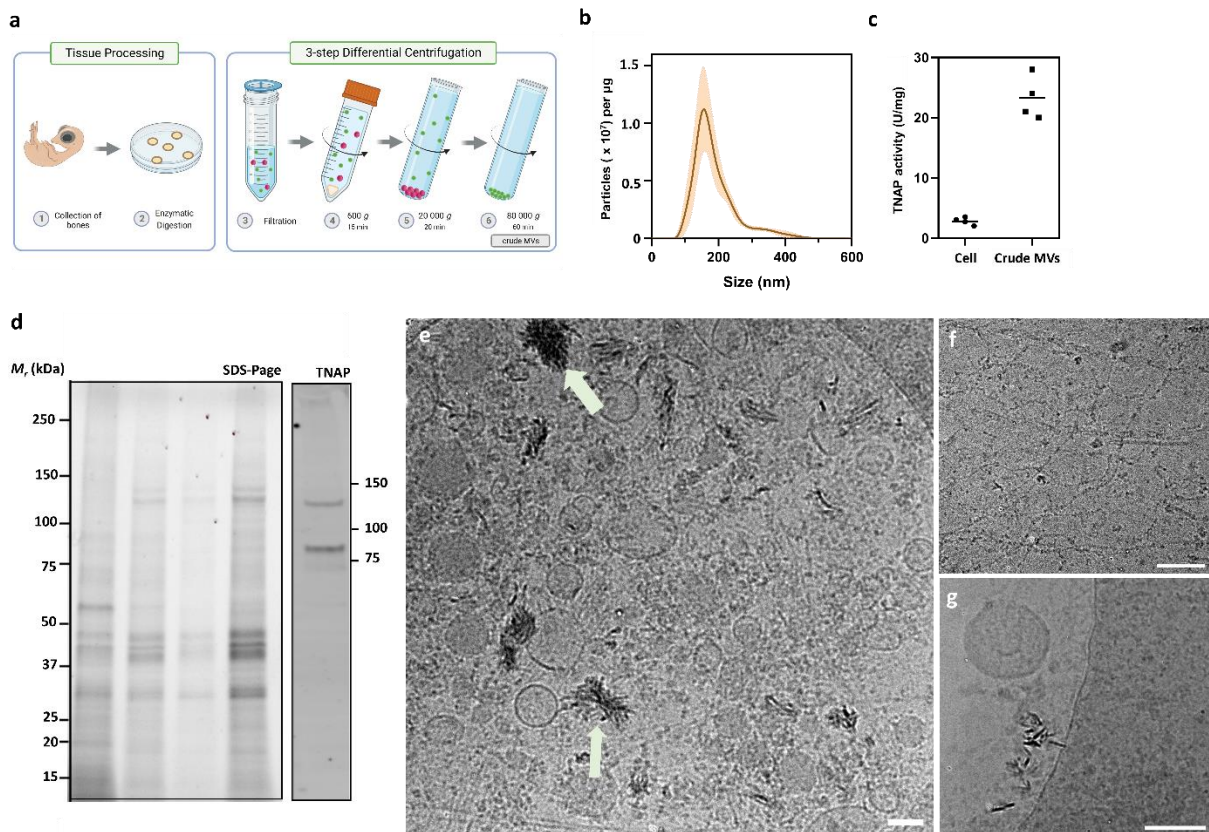 a
Tissue Processing
3-step Differential Centrifugation
1 Collection of bones
2 Enzymatic Digestion
3 Filtration
4 500 g 15 min
5 20 000 g 20 min
6 80 000 g 60 min
crude MVs
b
Particles ( x 10⁷) per µg
1.5
1.0
0.5
0
0 200 400 600
Size (nm)
c
TNAP activity (U/mg)
30
20
10
0
Cell Crude MVs
d
Mr (kDa)
SDS-Page
TNAP
250
150
100
75
50
37
25
20
15
150
100
75
e
f
g